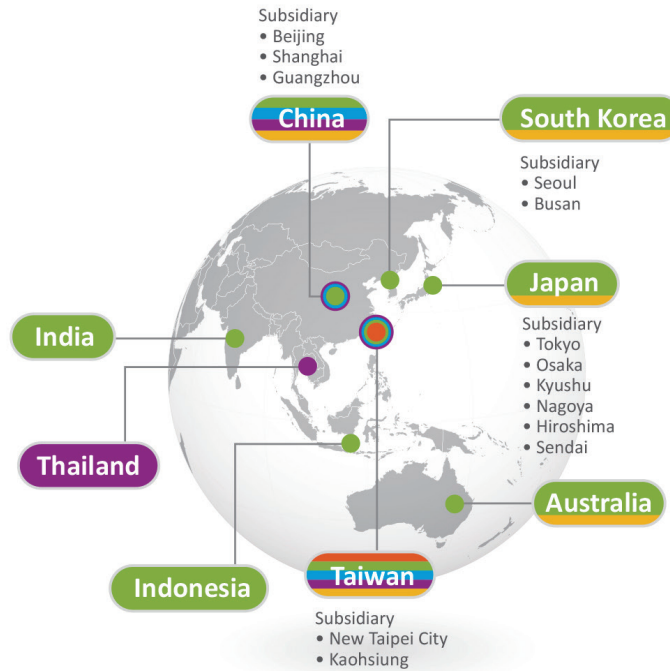 Subsidiary
• Beijing
• Shanghai
• Guangzhou
China
South Korea
Subsidiary
• Seoul
• Busan
Japan
Subsidiary
• Tokyo
• Osaka
• Kyushu
• Nagoya
• Hiroshima
• Sendai
India
Thailand
Australia
Indonesia
Taiwan
Subsidiary
• New Taipei City
• Kaohsiung